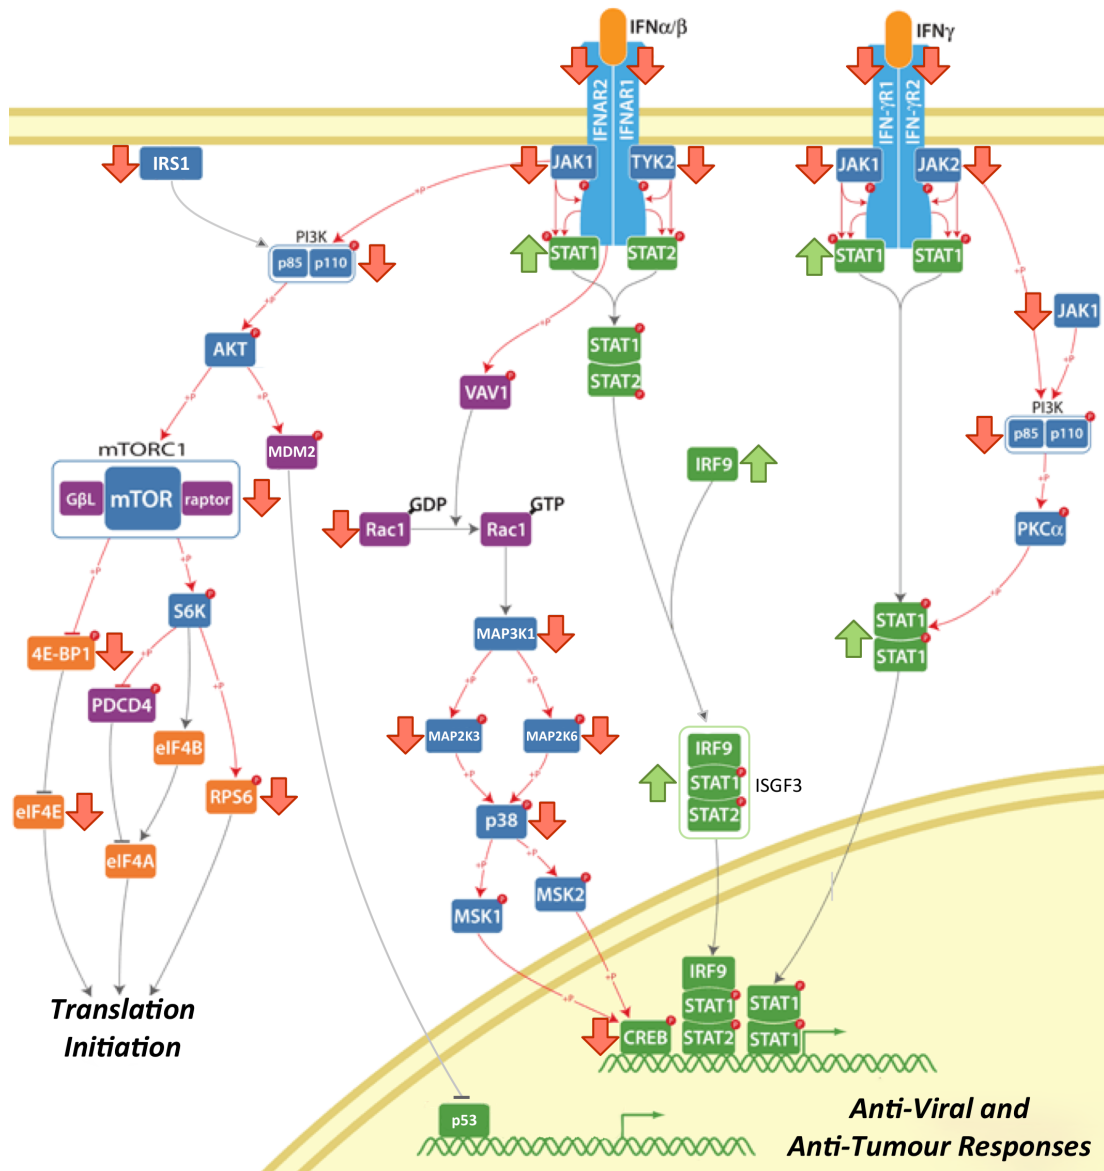 IFNα/β
IFNγ
IFNAR2
IFNAR1
IFN-γR1
IFN-γR2
IRS1
JAK1
TYK2
JAK1
JAK2
+P
P
P
PI3K
P
p85
p110
P
STAT1
P
STAT2
P
STAT1
P
STAT1
+P
+P
+P
JAK1
AKT
P
STAT1
P
STAT2
P
+P
VAV1
P
PI3K
P
p85
p110
+P
+P
mTORC1
MDM2
P
GβL
mTOR
raptor
IRF9
+P
GDP
GTP
Rac1
Rac1
PKCα
P
+P
+P
+P
S6K
P
STAT1
P
STAT1
P
4E-BP1
P
MAP3K1
+P
+P
+P
+P
PDCD4
P
MAP2K3
P
MAP2K6
P
eIF4B
IRF9
STAT1
P
STAT2
P
ISGF3
+P
+P
eIF4E
RPS6
P
p38
P
eIF4A
+P
+P
MSK1
P
MSK2
P
+P
+P
IRF9
STAT1
P
STAT2
P
STAT1
P
STAT1
P
CREB
P
Translation
Initiation
p53
Anti-Viral and
Anti-Tumour Responses